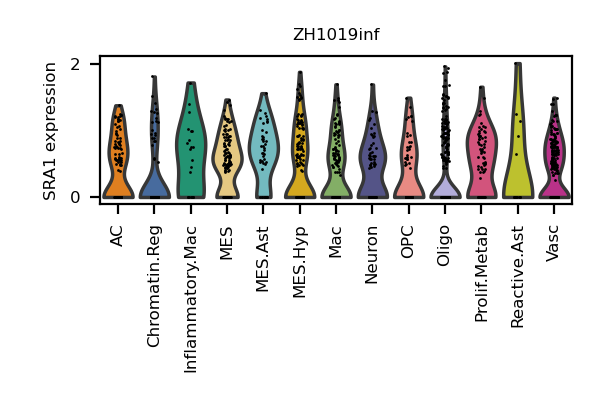 ZH1019inf
SRA1 expression
2
0
AC
Chromatin.Reg
Inflammatory.Mac
MES
MES.Ast
MES.Hyp
Mac
Neuron
OPC
Oligo
Prolif.Metab
Reactive.Ast
Vasc